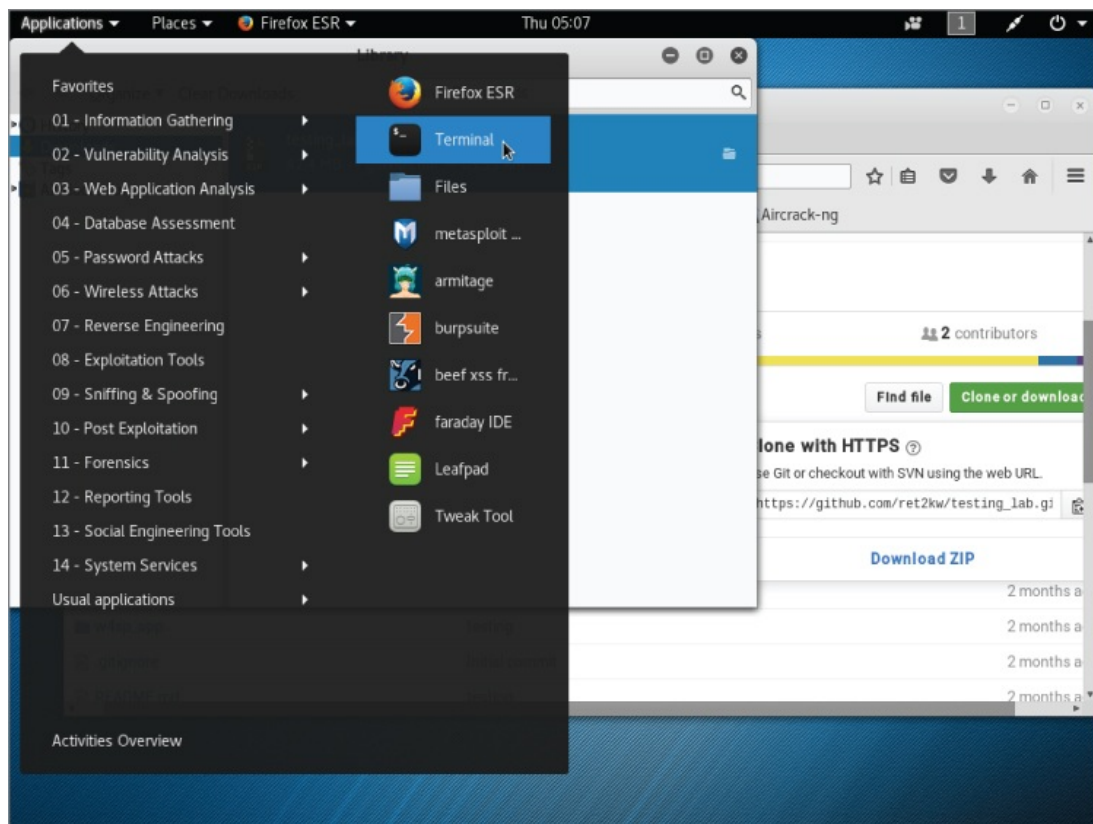 Applications Places Firefox ESR Thu 05:07 1
Library
Clear Downloads
Favorites
01 - Information Gathering
02 - Vulnerability Analysis
03 - Web Application Analysis
04 - Database Assessment
05 - Password Attacks
06 - Wireless Attacks
07 - Reverse Engineering
08 - Exploitation Tools
09 - Sniffing & Spoofing
10 - Post Exploitation
11 - Forensics
12 - Reporting Tools
13 - Social Engineering Tools
14 - System Services
Usual applications
Activities Overview
Firefox ESR
$_
Terminal
Files
metasploit ...
armitage
burpsuite
beef xss fr...
faraday IDE
Leafpad
Tweak Tool
Aircrack-ng
2 contributors
Find file Clone or download
lone with HTTPS ?
se Git or checkout with SVN using the web URL.
https://github.com/ret2kw/testing_lab.gi
Download ZIP
2 months a
2 months a
2 months a
README.md 2 months a